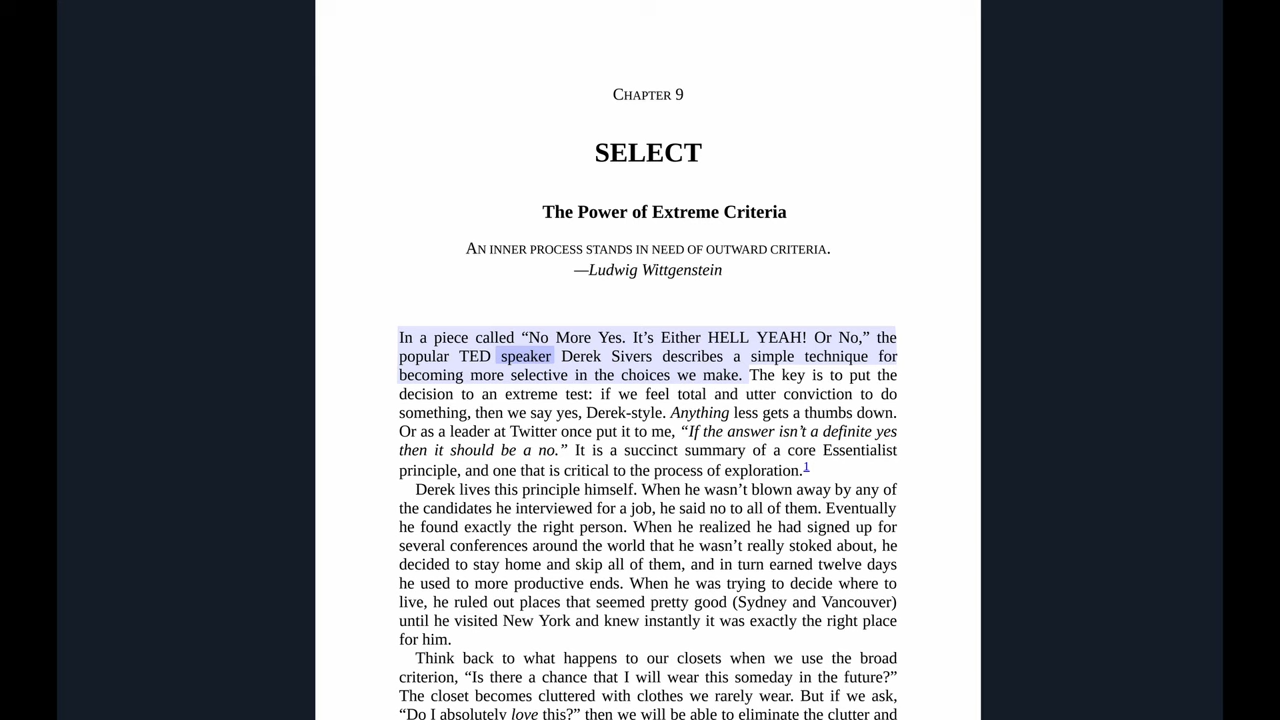 CHAPTER 9
SELECT
The Power of Extreme Criteria
AN INNER PROCESS STANDS IN NEED OF OUTWARD CRITERIA.
—Ludwig Wittgenstein
In a piece called “No More Yes. It’s Either HELL YEAH! Or No,” the
popular TED speaker Derek Sivers describes a simple technique for
becoming more selective in the choices we make. The key is to put the
decision to an extreme test: if we feel total and utter conviction to do
something, then we say yes, Derek-style. Anything less gets a thumbs down.
Or as a leader at Twitter once put it to me, “If the answer isn’t a definite yes
then it should be a no.” It is a succinct summary of a core Essentialist
principle, and one that is critical to the process of exploration.1
Derek lives this principle himself. When he wasn’t blown away by any of
the candidates he interviewed for a job, he said no to all of them. Eventually
he found exactly the right person. When he realized he had signed up for
several conferences around the world that he wasn’t really stoked about, he
decided to stay home and skip all of them, and in turn earned twelve days
he used to more productive ends. When he was trying to decide where to
live, he ruled out places that seemed pretty good (Sydney and Vancouver)
until he visited New York and knew instantly it was exactly the right place
for him.
Think back to what happens to our closets when we use the broad
criterion, “Is there a chance that I will wear this someday in the future?”
The closet becomes cluttered with clothes we rarely wear. But if we ask,
“Do I absolutely love this?” then we will be able to eliminate the clutter and